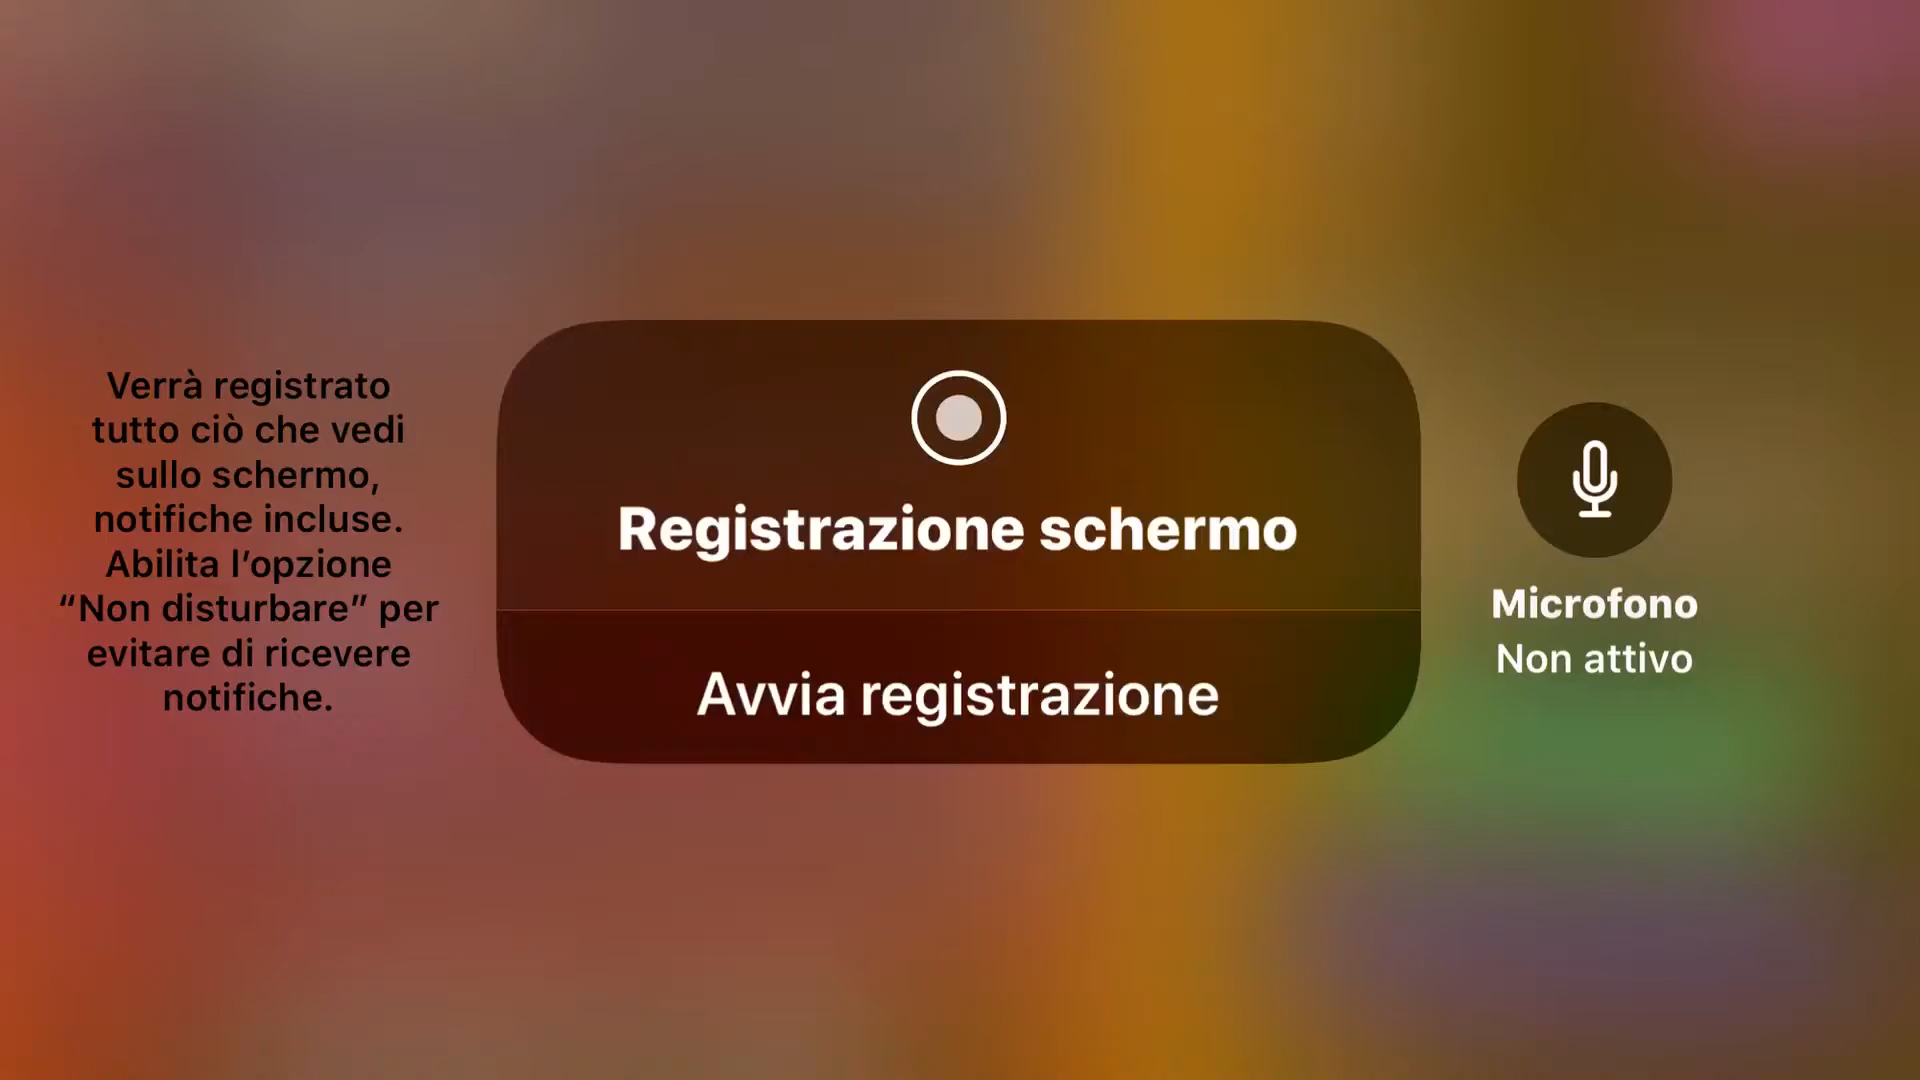 Verrà registrato
tutto ciò che vedi
sullo schermo,
notifiche incluse.
Abilita l’opzione
“Non disturbare” per
evitare di ricevere
notifiche.
Registrazione schermo
Avvia registrazione
Microfono
Non attivo